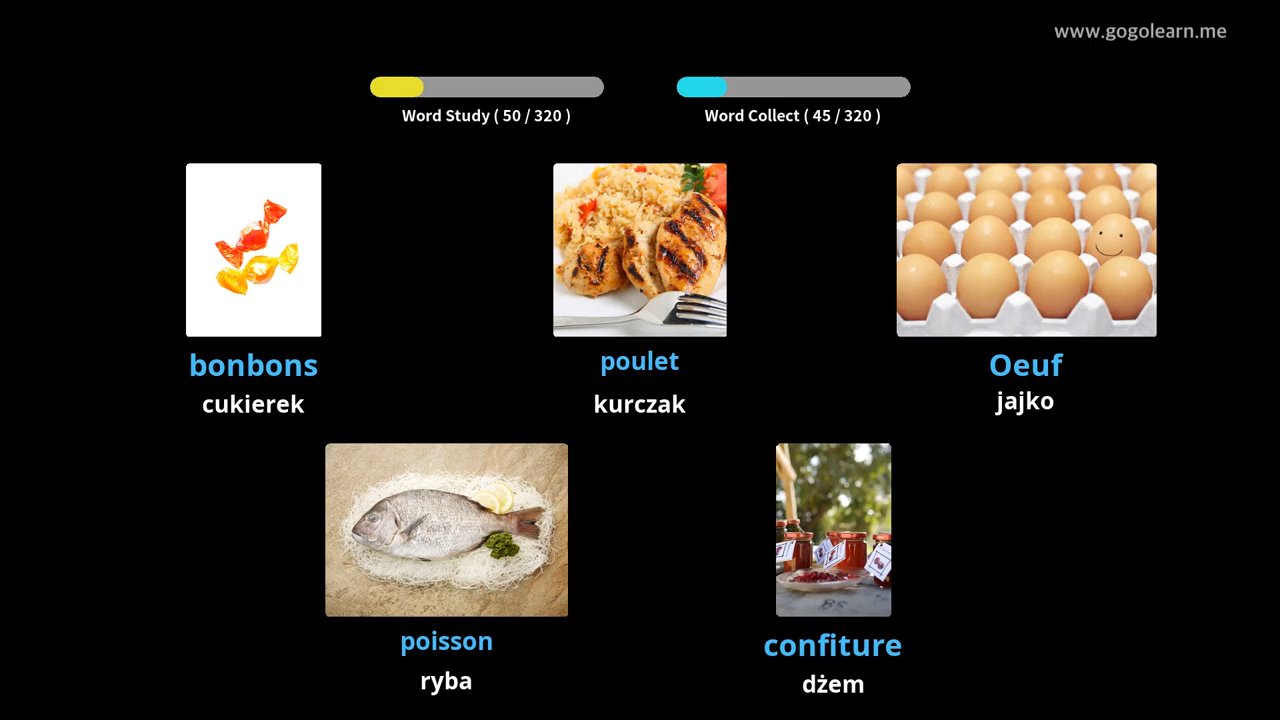 www.gogolearn.me
Word Study ( 50 / 320 )
Word Collect ( 45 / 320 )
bonbons
cukierek
poulet
kurczak
Oeuf
jajko
poisson
ryba
confiture
dżem